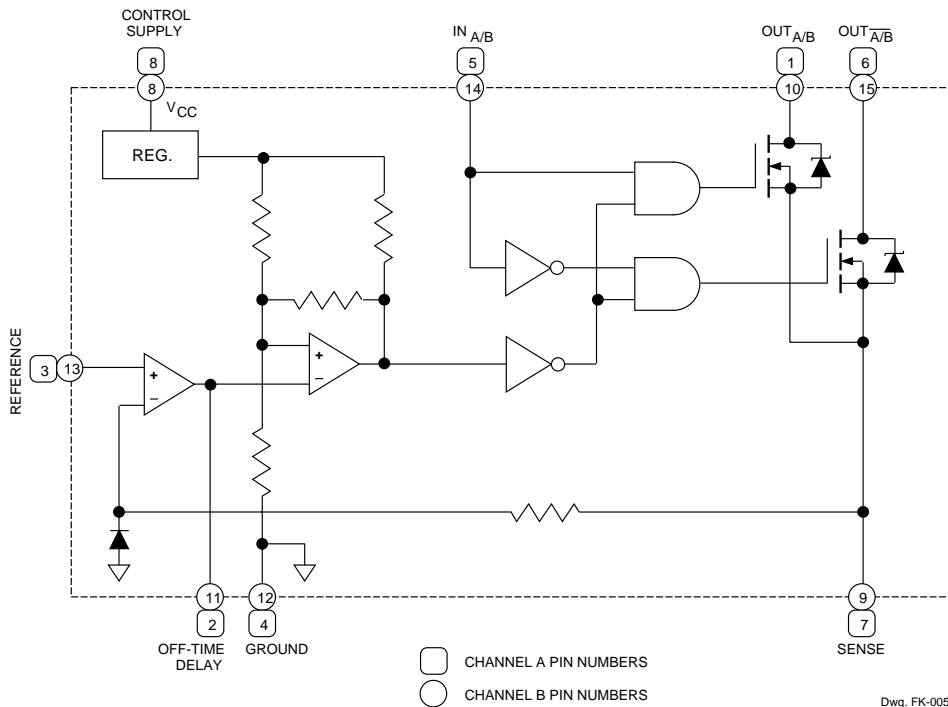 CONTROL
SUPPLY
IN A/B
OUT A/B
OUT A̅/̅B̅
8
5
1
6
8
14
10
15
VCC
REG.
REFERENCE
3
13
+
−
+
−
11
12
9
2
4
7
OFF-TIME
DELAY
GROUND
SENSE
CHANNEL A PIN NUMBERS
CHANNEL B PIN NUMBERS
Dwg. FK-005